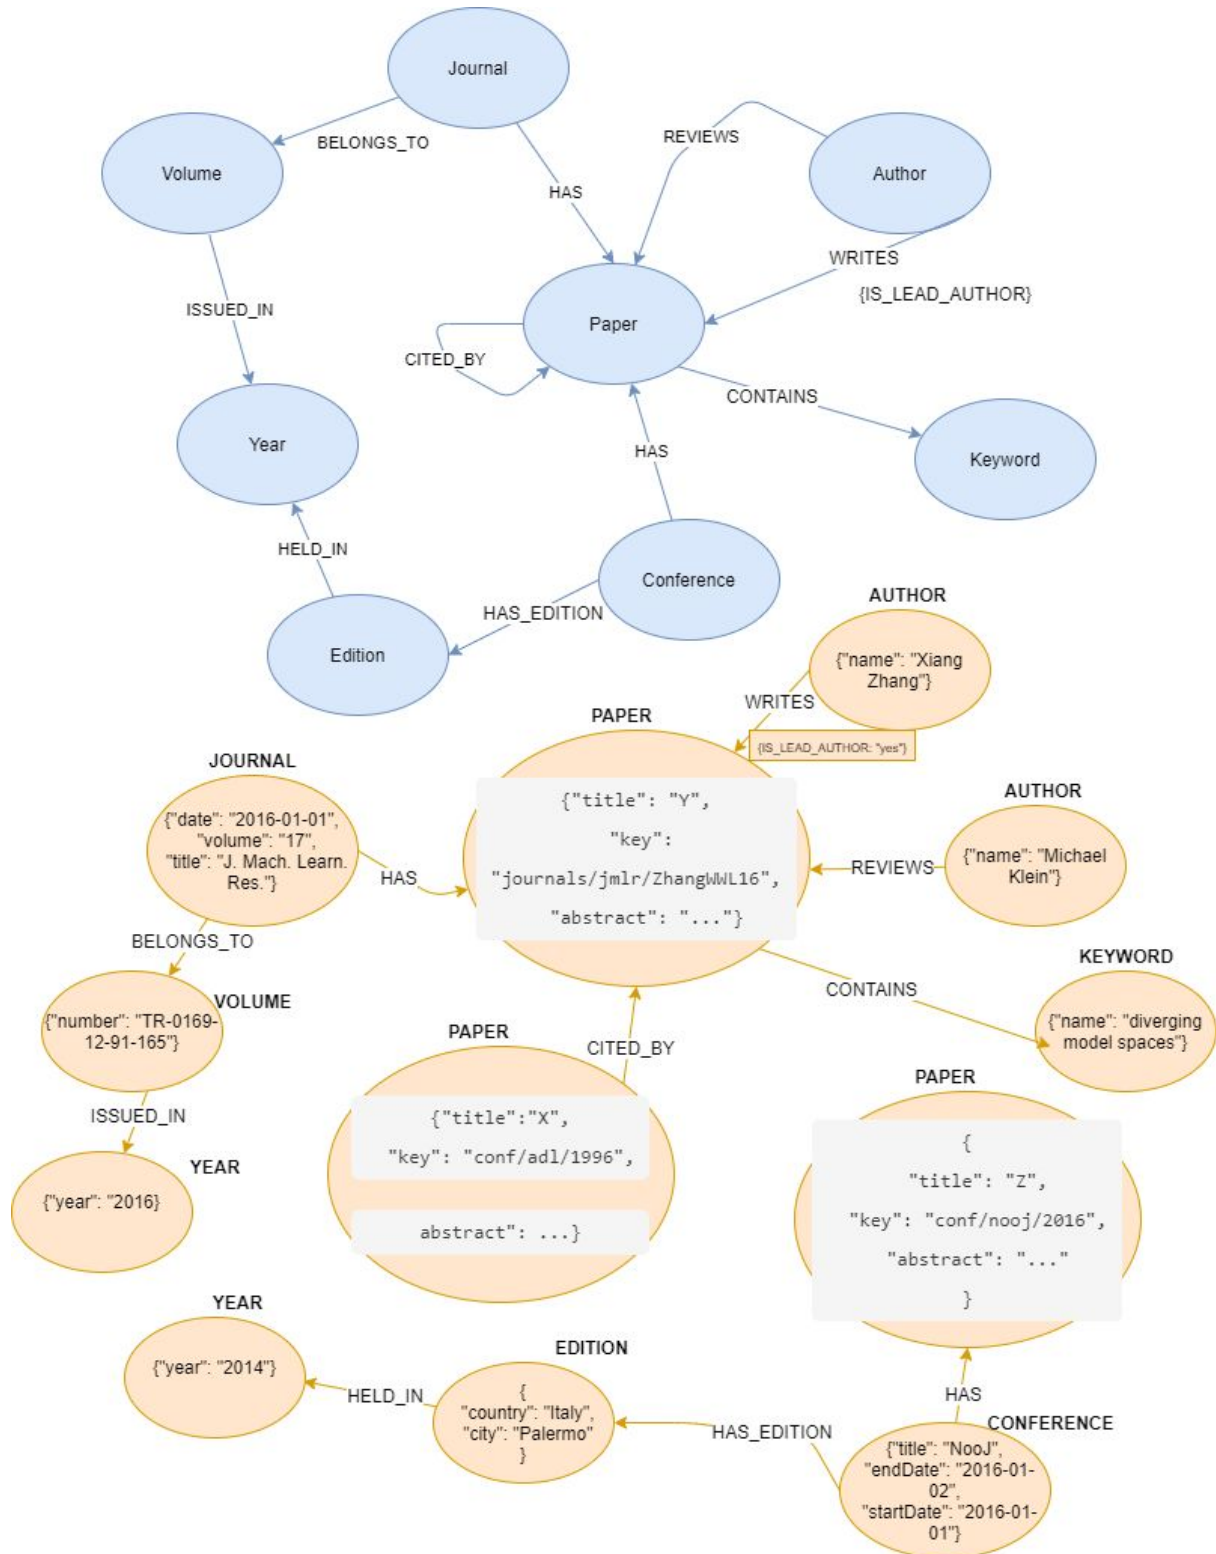 Journal
BELONGS_TO
REVIEWS
Volume
Author
HAS
WRITES
{IS_LEAD_AUTHOR}
ISSUED_IN
Paper
CITED_BY
CONTAINS
Year
HAS
Keyword
HELD_IN
Conference
HAS_EDITION
Edition
AUTHOR
{"name": "Xiang
Zhang"}
WRITES
PAPER
{IS_LEAD_AUTHOR: "yes"}
JOURNAL
{"date": "2016-01-01",
"volume": "17",
"title": "J. Mach. Learn.
Res."}
HAS
{"title": "Y",
"key":
"journals/jmlr/ZhangWWL16",
"abstract": "..."}
AUTHOR
{"name": "Michael
Klein"}
REVIEWS
BELONGS_TO
VOLUME
{"number": "TR-0169-
12-91-165"}
CONTAINS
KEYWORD
{"name": "diverging
model spaces"}
PAPER
CITED_BY
{"title":"X",
"key": "conf/adl/1996",
abstract": ...}
ISSUED_IN
YEAR
{"year": "2016}
PAPER
{
"title": "Z",
"key": "conf/nooj/2016",
"abstract": "..."
}
YEAR
{"year": "2014"}
HELD_IN
EDITION
{
"country": "Italy",
"city": "Palermo"
}
HAS_EDITION
HAS
CONFERENCE
{"title": "NooJ",
"endDate": "2016-01-
02",
"startDate": "2016-01-
01"}